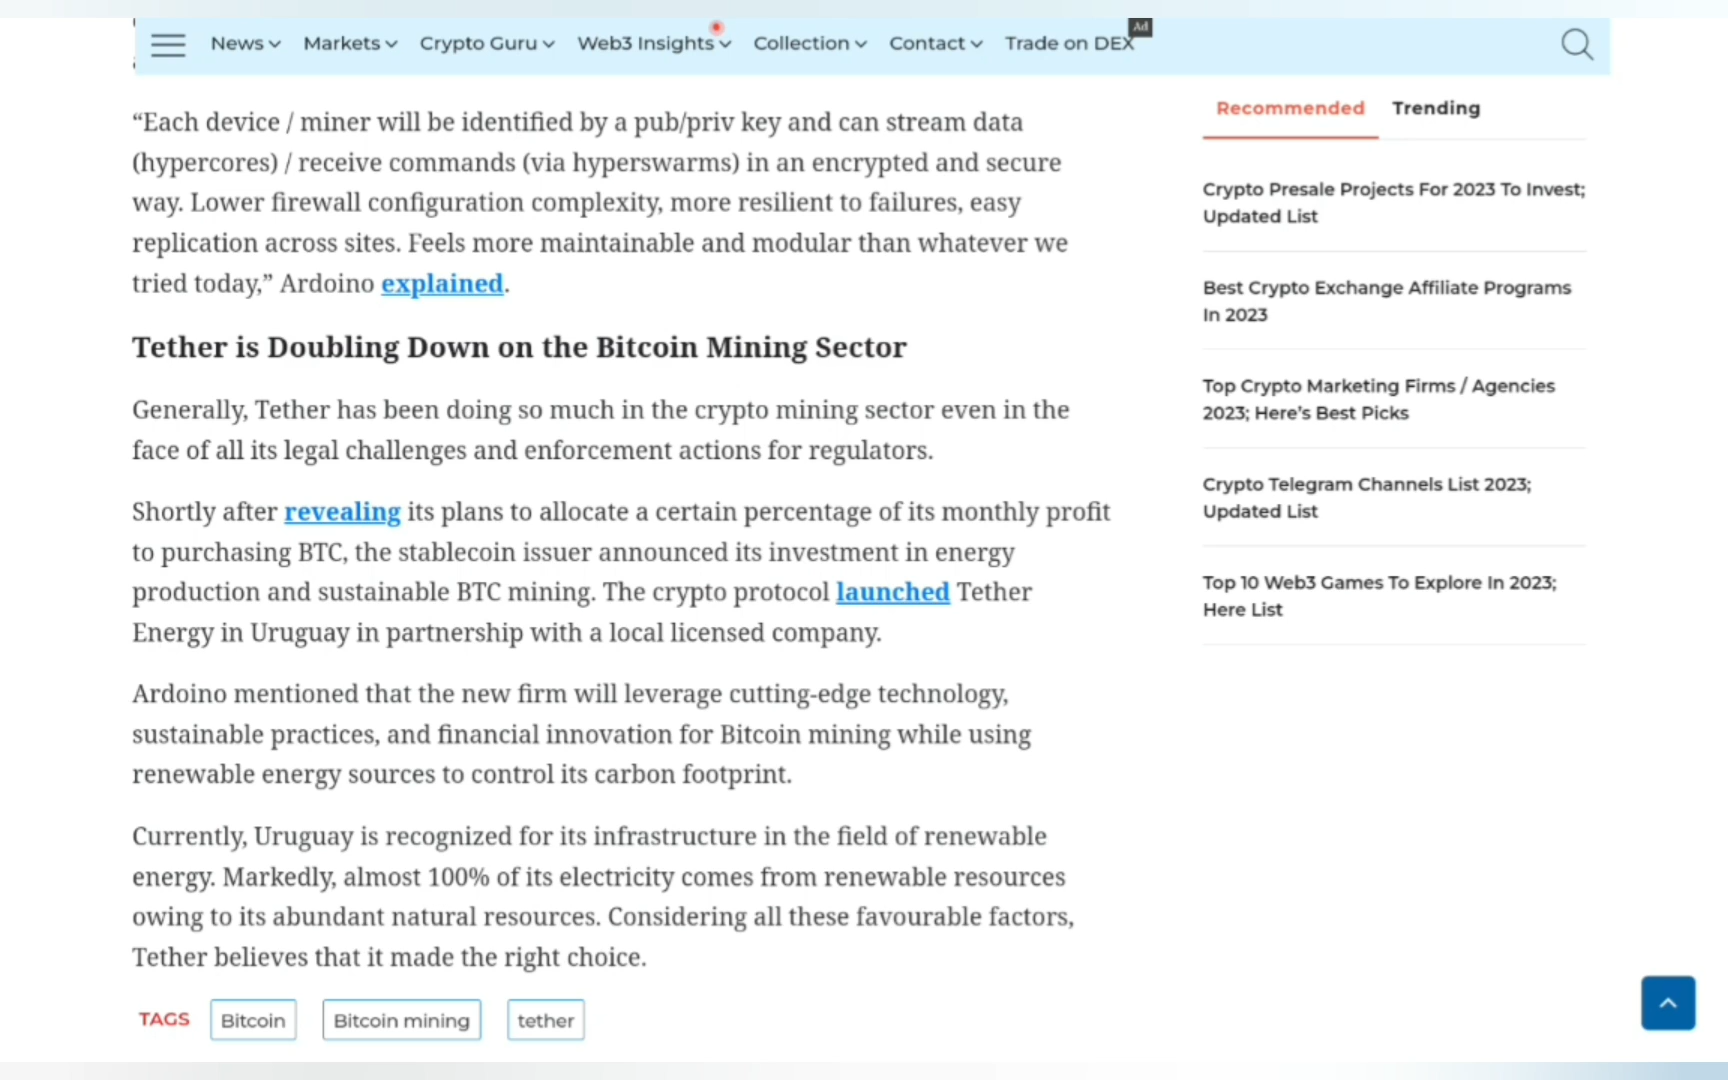 News Markets Crypto Guru Web3 Insights Collection Contact Trade on DEX Ad
“Each device / miner will be identified by a pub/priv key and can stream data
(hypercores) / receive commands (via hyperswarms) in an encrypted and secure
way. Lower firewall configuration complexity, more resilient to failures, easy
replication across sites. Feels more maintainable and modular than whatever we
tried today,” Ardoino explained.
Tether is Doubling Down on the Bitcoin Mining Sector
Generally, Tether has been doing so much in the crypto mining sector even in the
face of all its legal challenges and enforcement actions for regulators.
Shortly after revealing its plans to allocate a certain percentage of its monthly profit
to purchasing BTC, the stablecoin issuer announced its investment in energy
production and sustainable BTC mining. The crypto protocol launched Tether
Energy in Uruguay in partnership with a local licensed company.
Ardoino mentioned that the new firm will leverage cutting-edge technology,
sustainable practices, and financial innovation for Bitcoin mining while using
renewable energy sources to control its carbon footprint.
Currently, Uruguay is recognized for its infrastructure in the field of renewable
energy. Markedly, almost 100% of its electricity comes from renewable resources
owing to its abundant natural resources. Considering all these favourable factors,
Tether believes that it made the right choice.
TAGS Bitcoin Bitcoin mining tether
Recommended Trending
Crypto Presale Projects For 2023 To Invest;
Updated List
Best Crypto Exchange Affiliate Programs
In 2023
Top Crypto Marketing Firms / Agencies
2023; Here’s Best Picks
Crypto Telegram Channels List 2023;
Updated List
Top 10 Web3 Games To Explore In 2023;
Here List